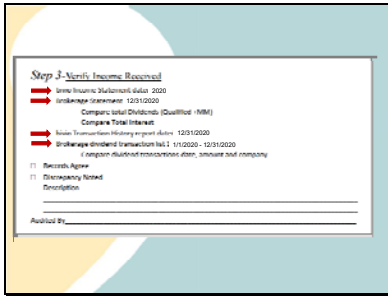 Step 3-Verify Income Received
Income Statement dates 2020
Brokerage Statement 12/31/2020
Compare total Dividends (Qualified +MM)
Compare Total Interest
Transaction History report dates 12/31/2020
Brokerage dividend transaction list 1/1/2020 - 12/31/2020
Compare dividend transactions date, amount and company
Records Agree
Discrepancy Noted
Description
Audited By